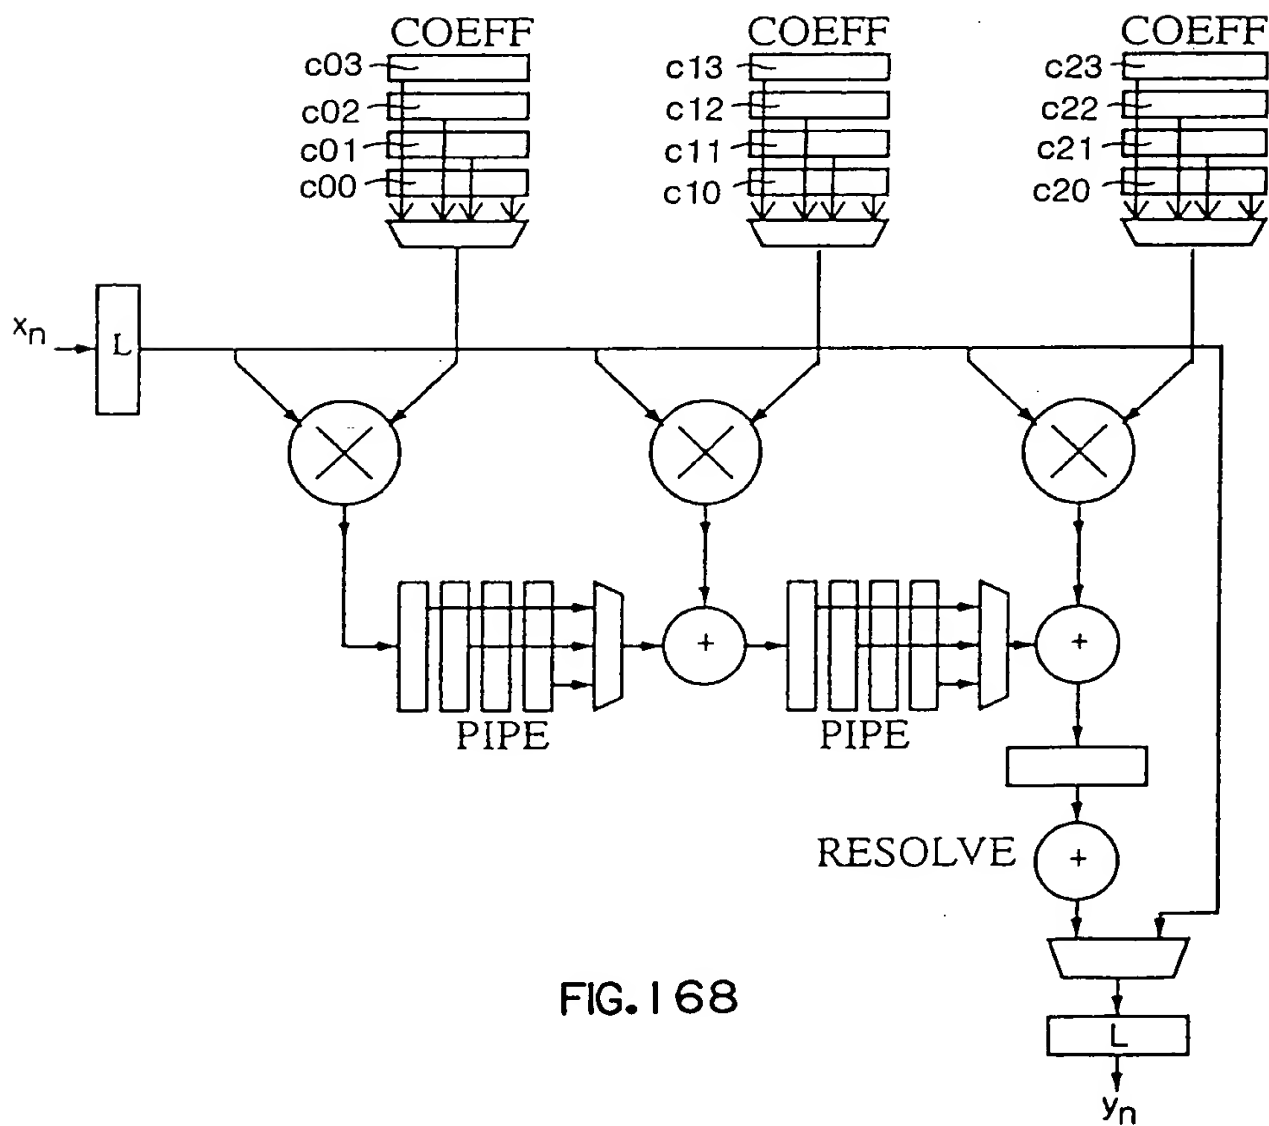 COEFF COEFF COEFF
c03 c13 c23
c02 c12 c22
c01 c11 c21
c00 c10 c20
xn L
+ +
PIPE PIPE
RESOLVE +
FIG. 168
L
yn